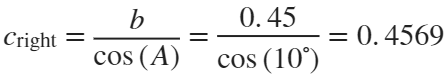 c_right = b / cos (A) = 0.45 / cos (10°) = 0.4569